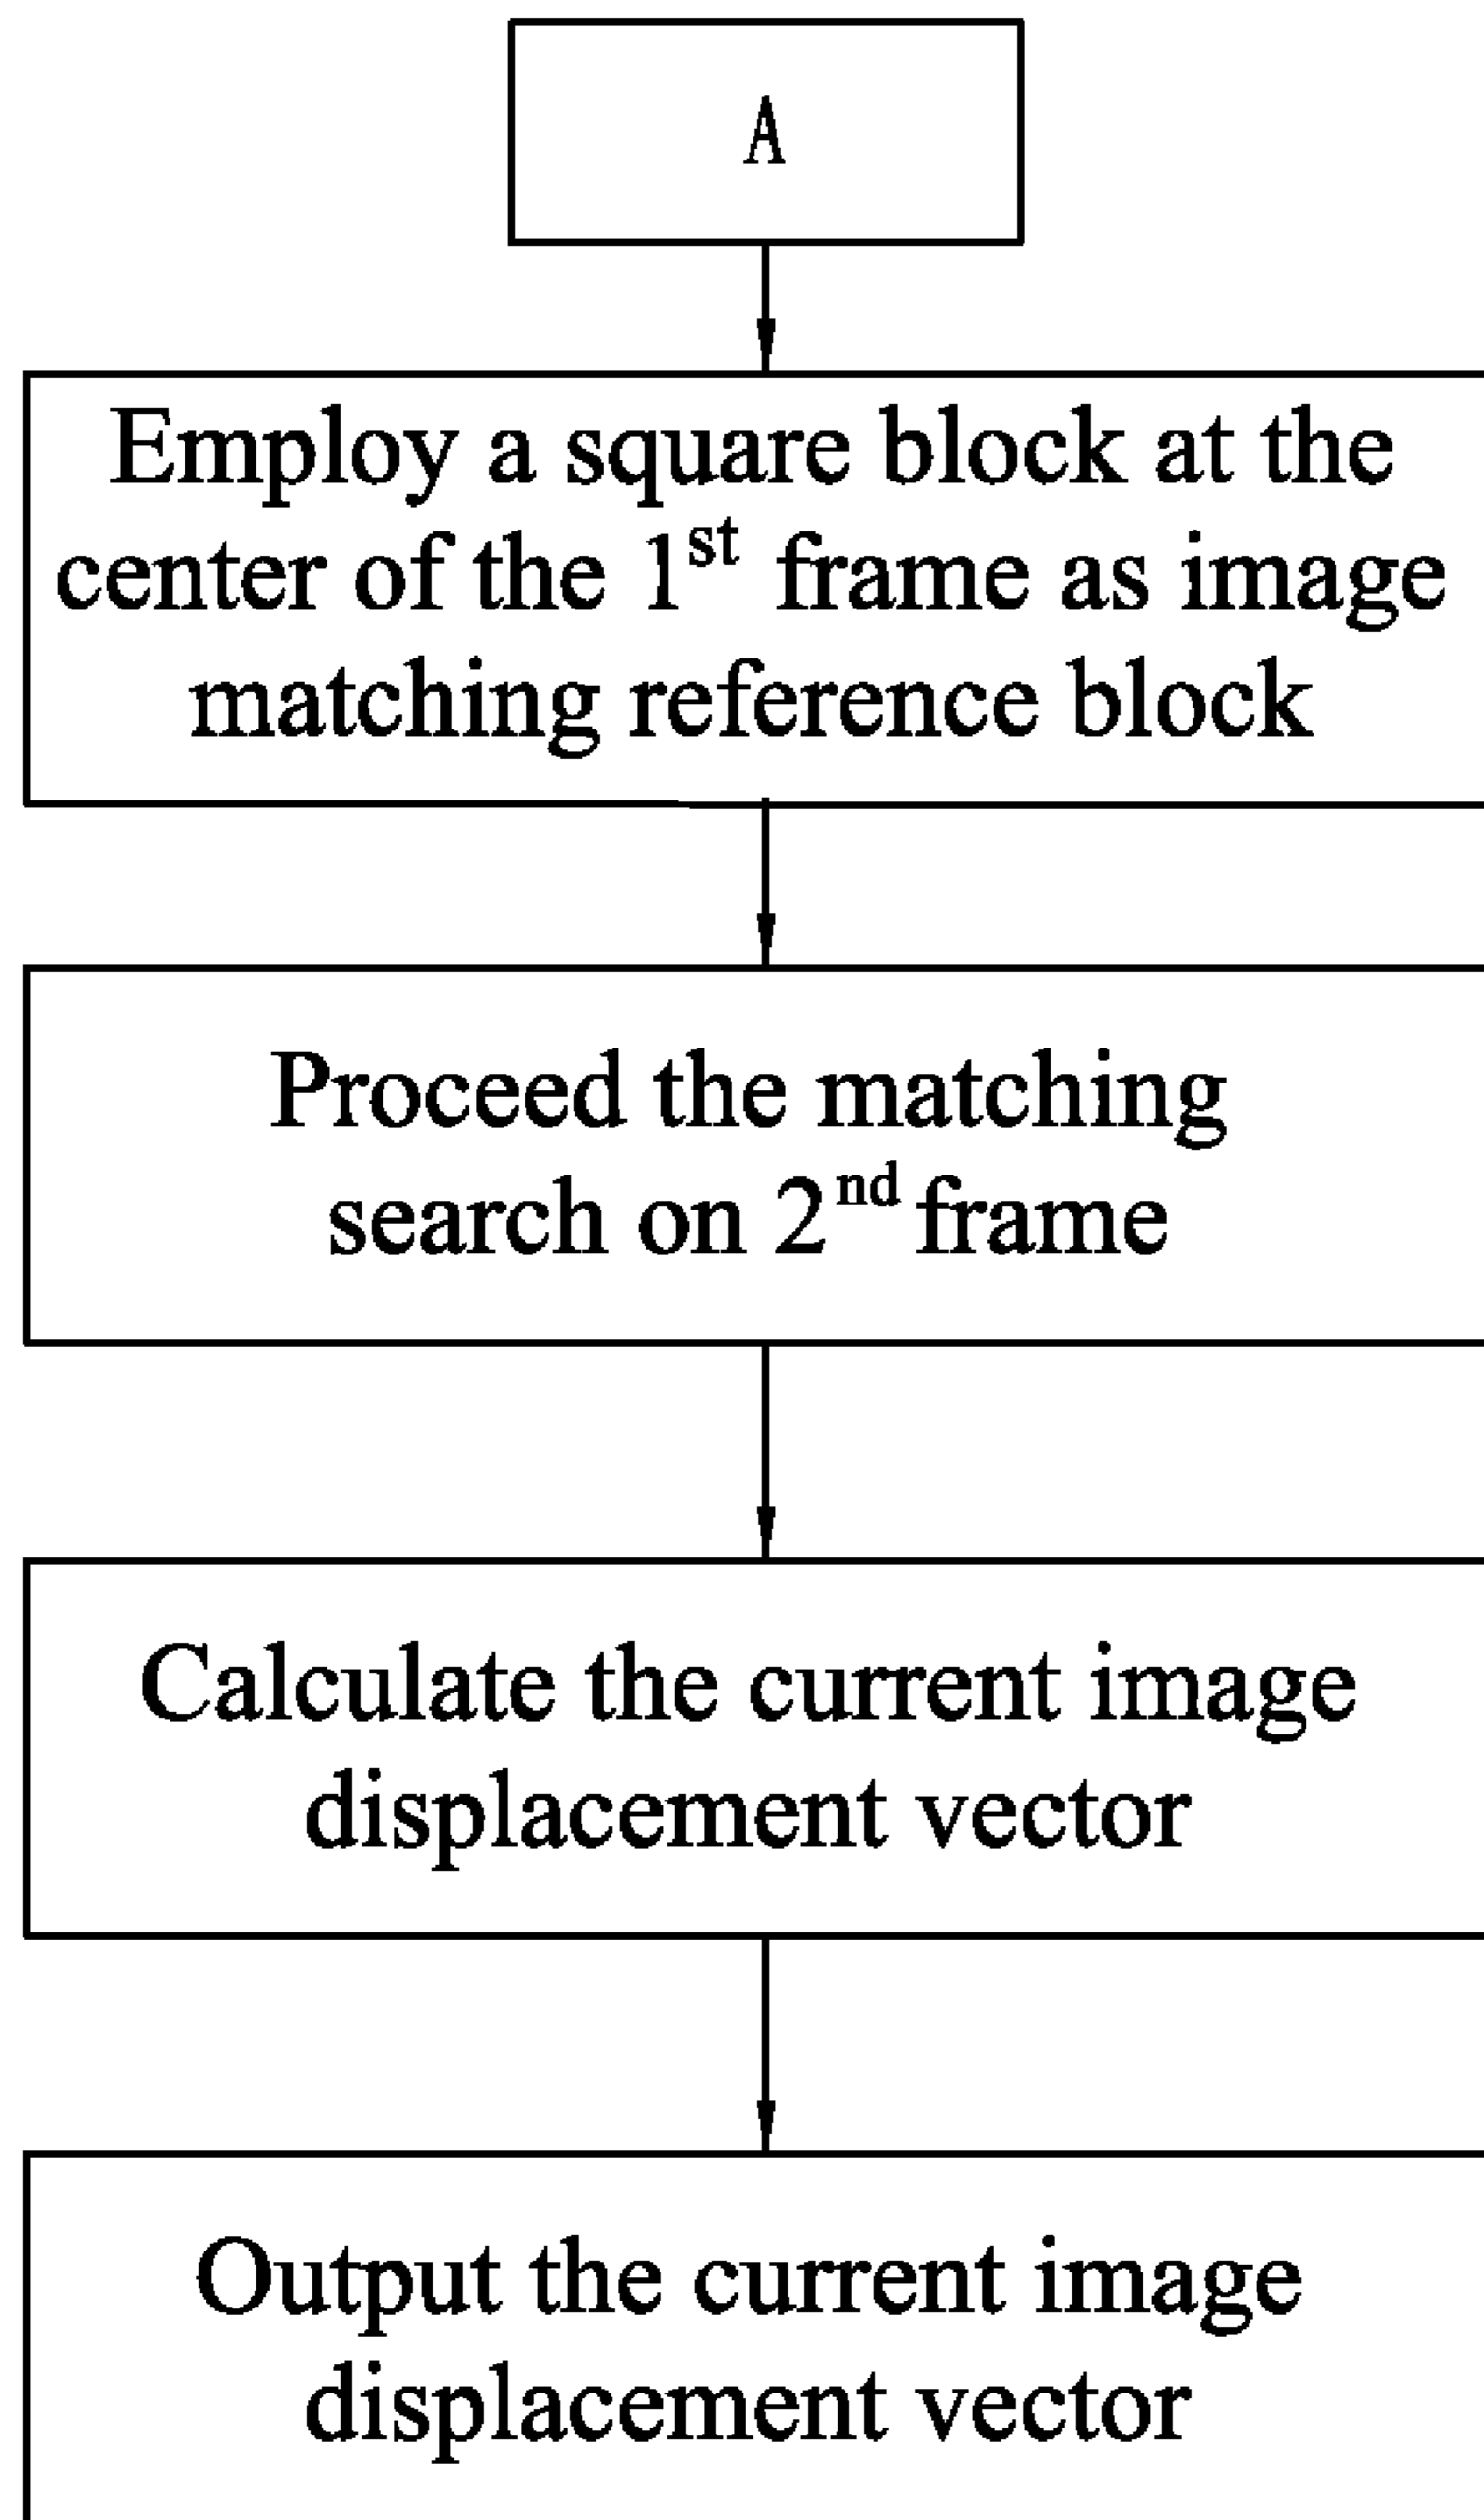 A
Employ a square block at the
center of the 1st frame as image
matching reference block
Proceed the matching
search on 2nd frame
Calculate the current image
displacement vector
Output the current image
displacement vector